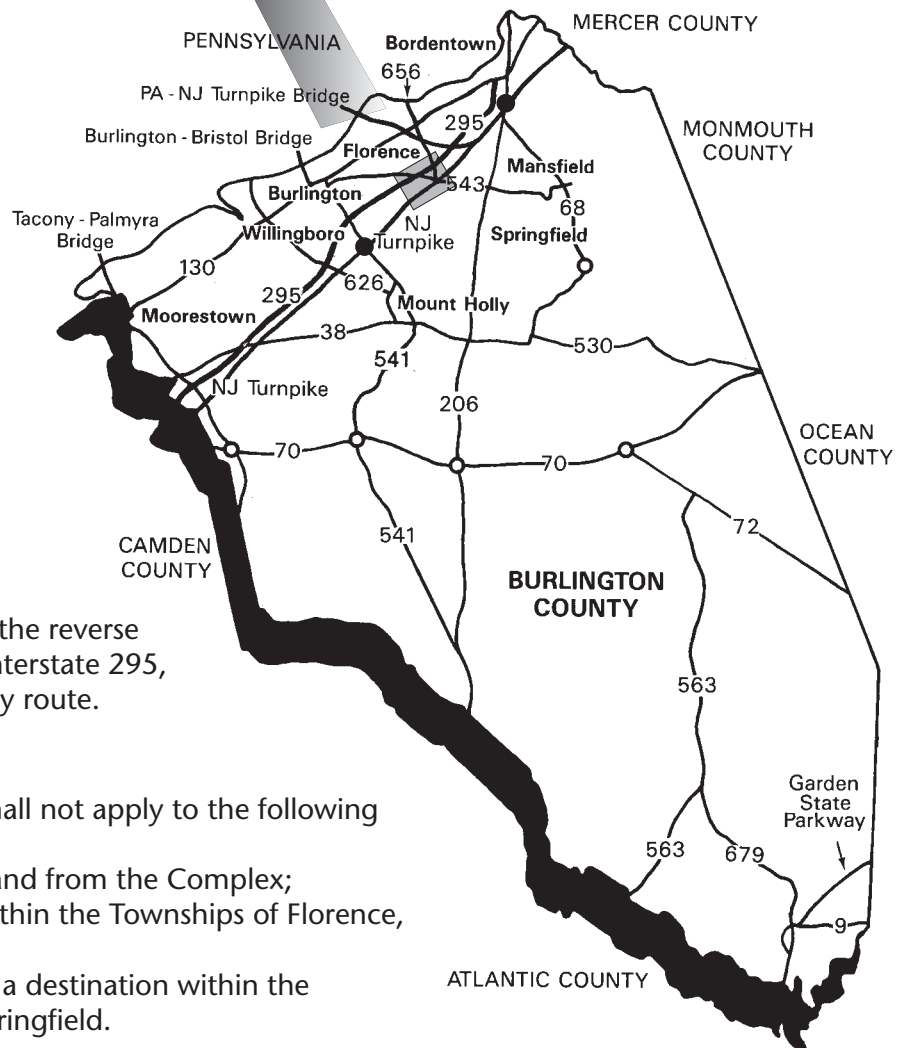 MERCER COUNTY
PENNSYLVANIA
Bordentown
656
PA - NJ Turnpike Bridge
295
Burlington - Bristol Bridge
MONMOUTH
COUNTY
Florence
Mansfield
543
Burlington
68
Tacony - Palmyra
Bridge
Willingboro
NJ
Turnpike
Springfield
130
626
295
Mount Holly
Moorestown
38
530
541
NJ Turnpike
206
OCEAN
COUNTY
70
70
72
541
CAMDEN
COUNTY
BURLINGTON
COUNTY
the reverse
nterstate 295,
y route.
563
Garden
State
Parkway
hall not apply to the following
563
679
and from the Complex;
ithin the Townships of Florence,
9
ATLANTIC COUNTY
a destination within the
ringfield.